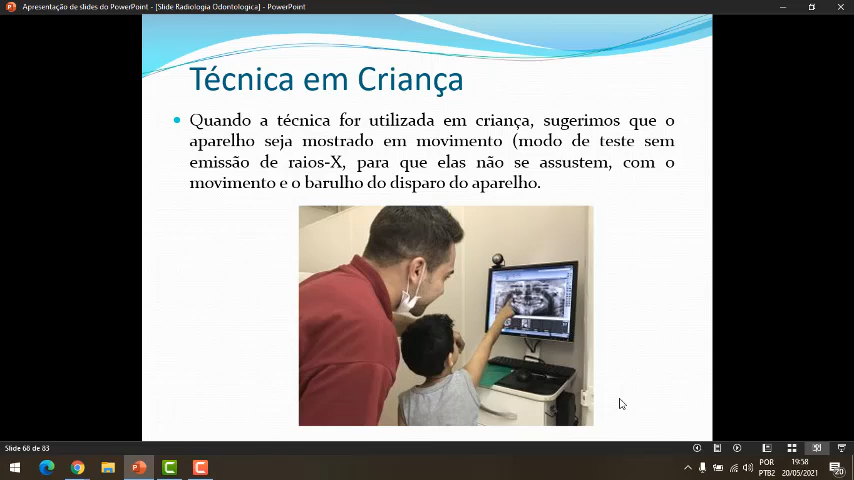 Apresentação de slides do PowerPoint - [Slide Radiologia Odontologica] - PowerPoint
Técnica em Criança
Quando a técnica for utilizada em criança, sugerimos que o
aparelho seja mostrado em movimento (modo de teste sem
emissão de raios-X, para que elas não se assustem, com o
movimento e o barulho do disparo do aparelho.
Slide 68 de 83
POR
PTB2
19:58
20/05/2021
20